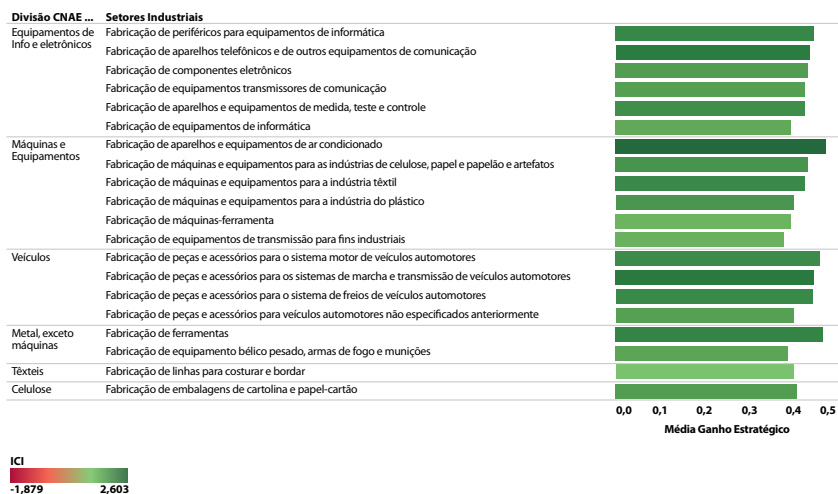 Divisão CNAE ... Setores Industriais
Equipamentos de Info e eletrônicos
Fabricação de periféricos para equipamentos de informática
Fabricação de aparelhos telefônicos e de outros equipamentos de comunicação
Fabricação de componentes eletrônicos
Fabricação de equipamentos transmissores de comunicação
Fabricação de aparelhos e equipamentos de medida, teste e controle
Fabricação de equipamentos de informática
Máquinas e Equipamentos
Fabricação de aparelhos e equipamentos de ar condicionado
Fabricação de máquinas e equipamentos para as indústrias de celulose, papel e papelão e artefatos
Fabricação de máquinas e equipamentos para a indústria têxtil
Fabricação de máquinas e equipamentos para a indústria do plástico
Fabricação de máquinas-ferramenta
Fabricação de equipamentos de transmissão para fins industriais
Veículos
Fabricação de peças e acessórios para o sistema motor de veículos automotores
Fabricação de peças e acessórios para os sistemas de marcha e transmissão de veículos automotores
Fabricação de peças e acessórios para o sistema de freios de veículos automotores
Fabricação de peças e acessórios para veículos automotores não especificados anteriormente
Metal, exceto máquinas
Fabricação de ferramentas
Fabricação de equipamento bélico pesado, armas de fogo e munições
Têxteis Fabricação de linhas para costurar e bordar
Celulose Fabricação de embalagens de cartolina e papel-cartão
0,0 0,1 0,2 0,3 0,4 0,5
Média Ganho Estratégico
ICI
-1,879 2,603